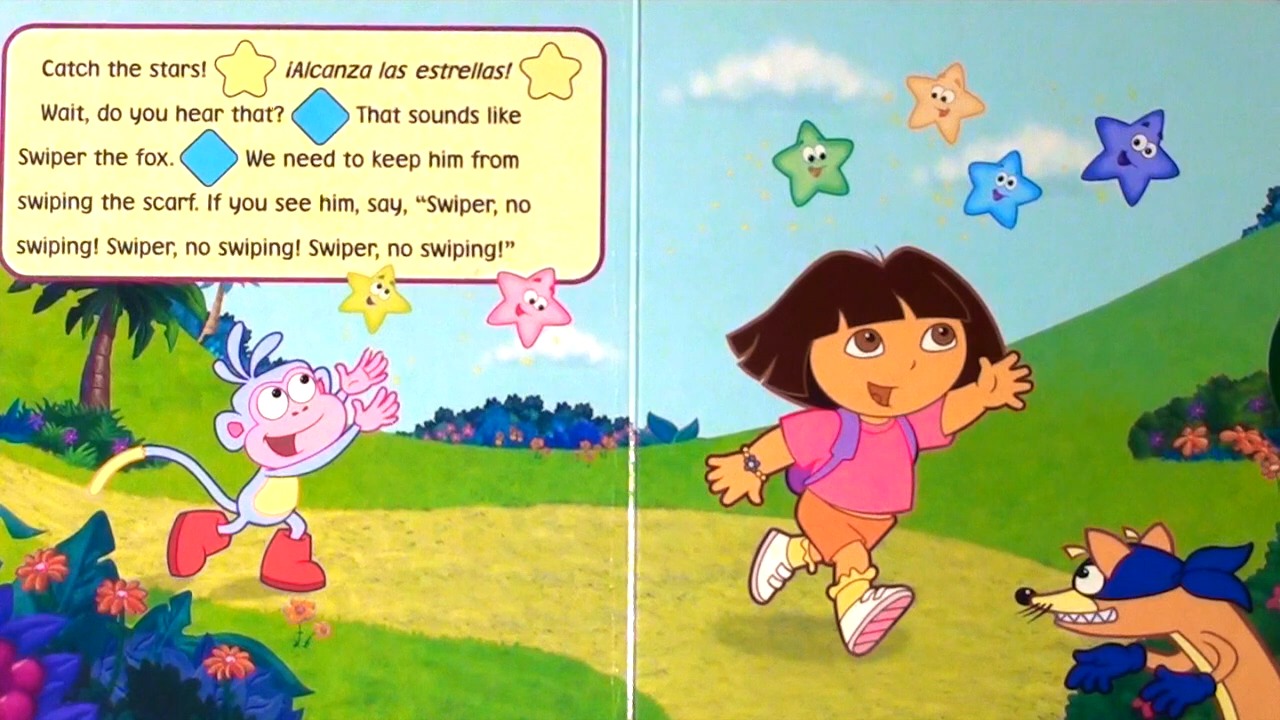 Catch the stars! ¡Alcanza las estrellas!
Wait, do you hear that? That sounds like
Swiper the fox. We need to keep him from
swiping the scarf. If you see him, say, “Swiper, no
swiping! Swiper, no swiping! Swiper, no swiping!”